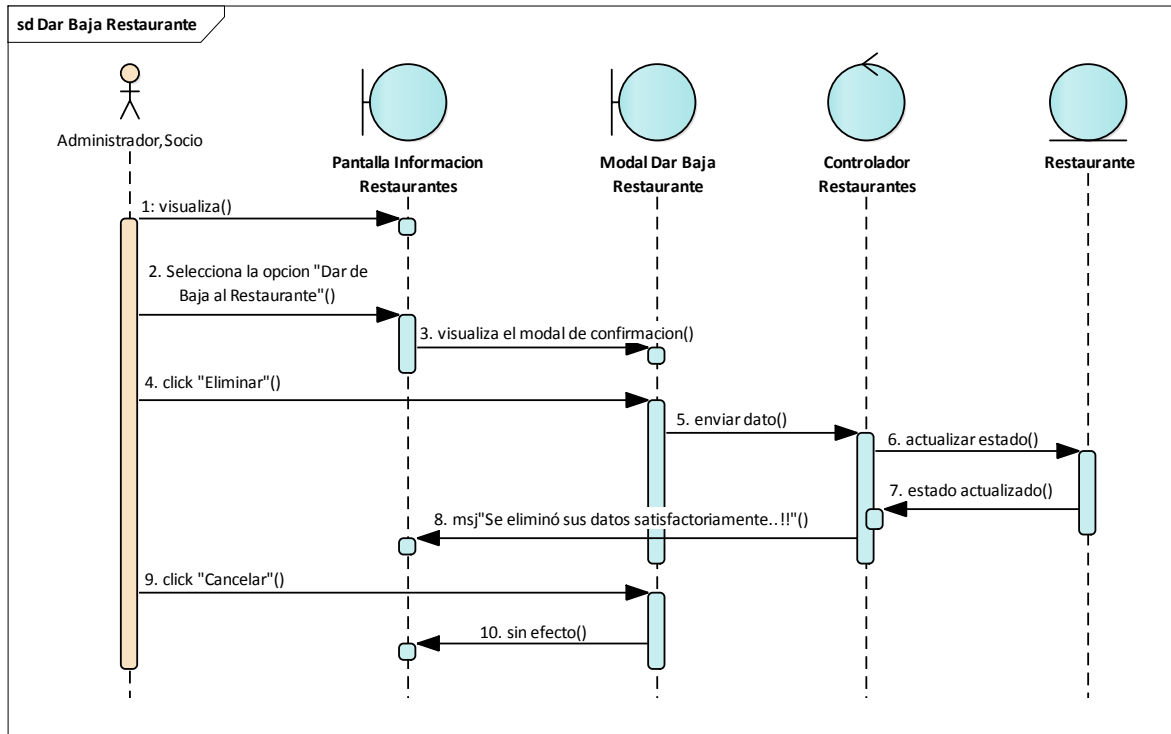 sd Dar Baja Restaurante
Administrador,Socio
Pantalla Informacion
Restaurantes
Modal Dar Baja
Restaurante
Controlador
Restaurantes
Restaurante
1: visualiza()
2. Selecciona la opcion "Dar de
Baja al Restaurante"()
3. visualiza el modal de confirmacion()
4. click "Eliminar"()
5. enviar dato()
6. actualizar estado()
7. estado actualizado()
8. msj"Se eliminó sus datos satisfactoriamente..!!"()
9. click "Cancelar"()
10. sin efecto()